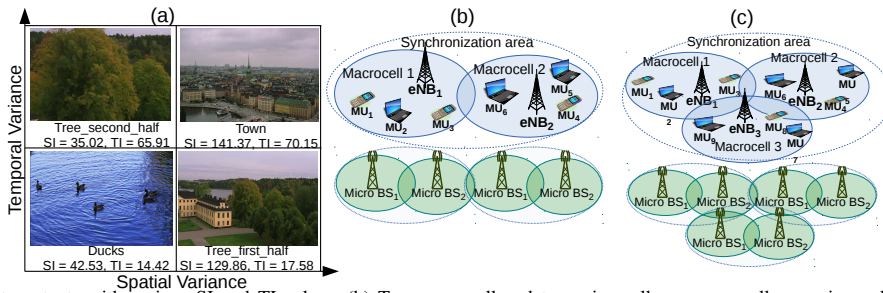 (a)
Temporal Variance
Tree_second_half
SI = 35.02, TI = 65.91
Town
SI = 141.37, TI = 70.15
Ducks
SI = 42.53, TI = 14.42
Tree_first_half
SI = 129.86, TI = 17.58
Spatial Variance
(b)
Synchronization area
Macrocell 1
Macrocell 2
eNB1
eNB2
MU1
MU2
MU3
MU6
MU5
MU4
Micro BS1
Micro BS2
Micro BS1
Micro BS2
(c)
Synchronization area
Macrocell 1
Macrocell 2
MU1
MU
2
eNB1
MU3
MU6
eNB2
MU
5
MU4
eNB3
MU9
MU8
MU
7
Macrocell 3
Micro BS1
Micro BS2
Micro BS1
Micro BS2
Micro BS1
Micro BS2